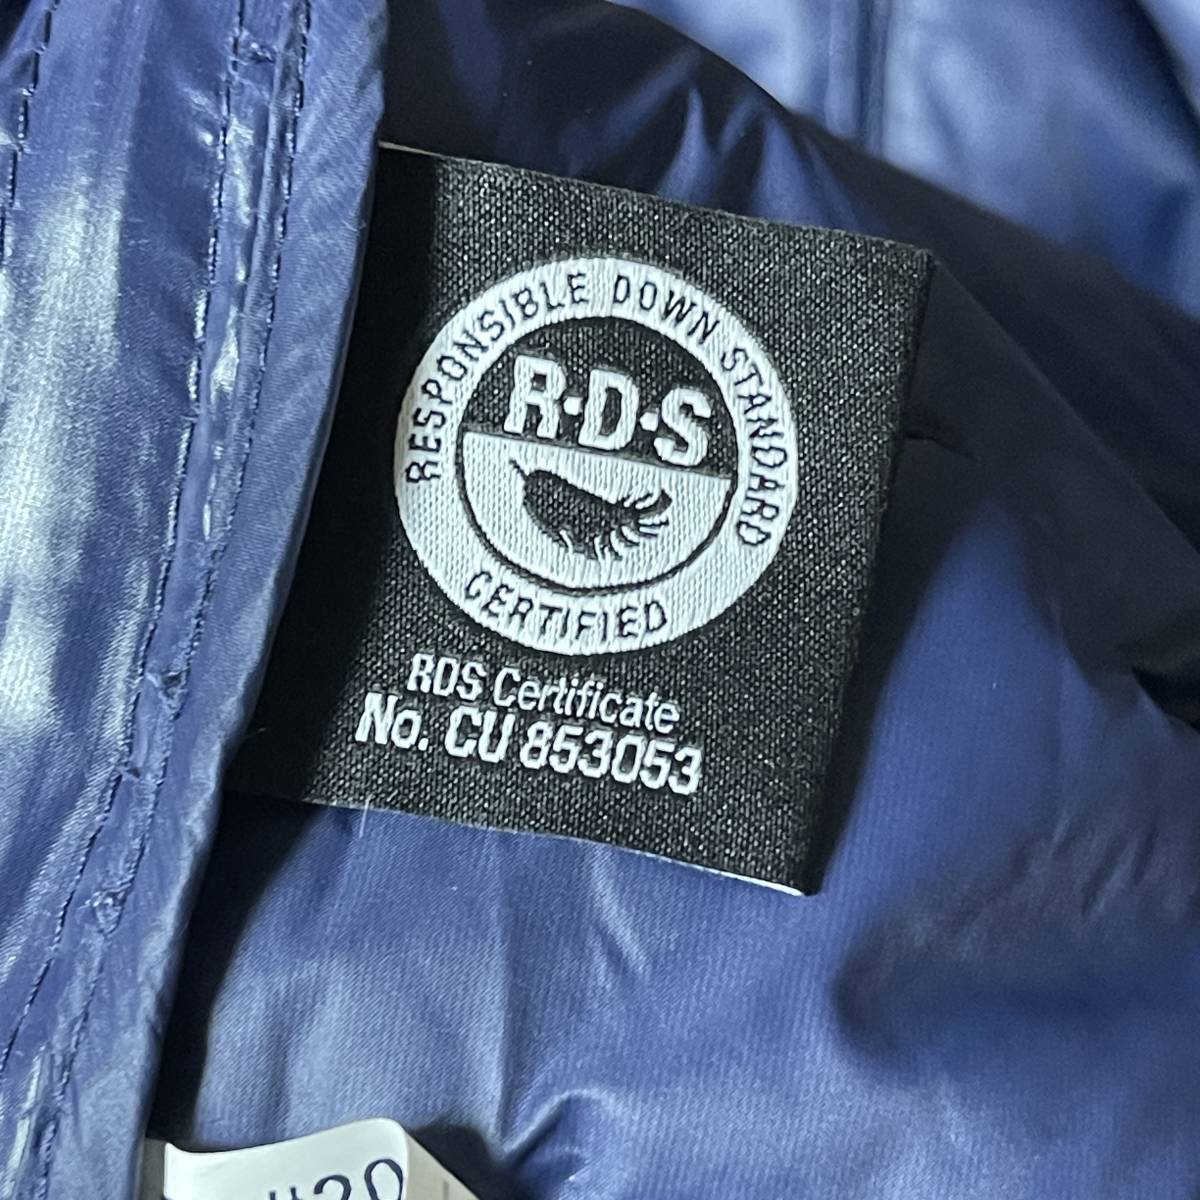 RESPONSIBLE DOWN STANDARD
R·D·S
CERTIFIED
RDS Certificate
No. CU 853053